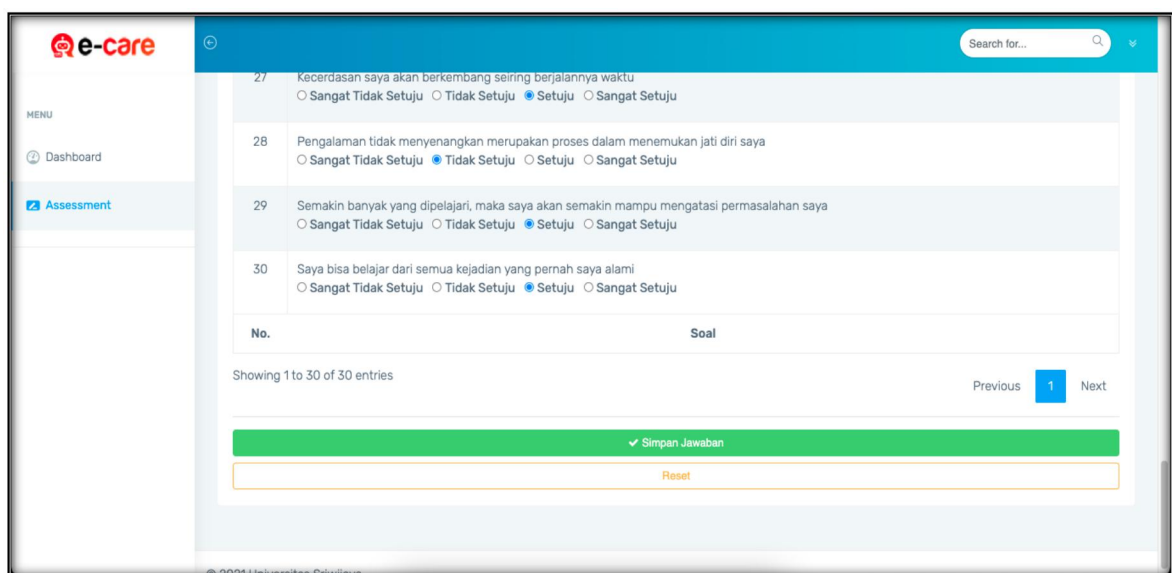 e-care
Search for...
MENU
Dashboard
Assessment
27 Kecerdasan saya akan berkembang seiring berjalannya waktu
Sangat Tidak Setuju Tidak Setuju Setuju Sangat Setuju
28 Pengalaman tidak menyenangkan merupakan proses dalam menemukan jati diri saya
Sangat Tidak Setuju Tidak Setuju Setuju Sangat Setuju
29 Semakin banyak yang dipelajari, maka saya akan semakin mampu mengatasi permasalahan saya
Sangat Tidak Setuju Tidak Setuju Setuju Sangat Setuju
30 Saya bisa belajar dari semua kejadian yang pernah saya alami
Sangat Tidak Setuju Tidak Setuju Setuju Sangat Setuju
No. Soal
Showing 1 to 30 of 30 entries
Previous 1 Next
Simpan Jawaban
Reset
© 2021 Universitas Sriwijaya